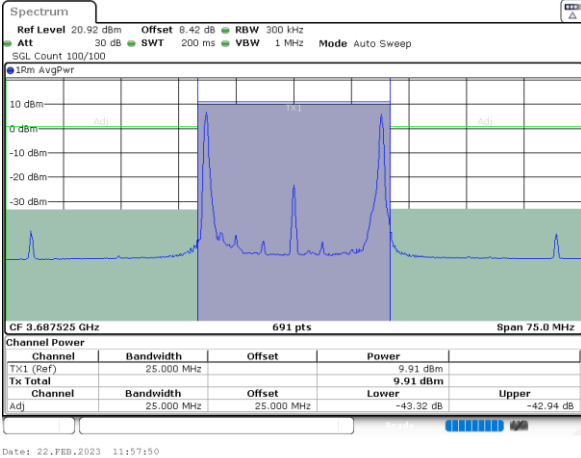 Spectrum
Ref Level 20.92 dBm Offset 8.42 dB RBW 300 kHz
Att 30 dB SWT 200 ms VBW 1 MHz Mode Auto Sweep
SGL Count 100/100
1Rm AvgPwr
10 dBm
TX1
Adj
Adj
0 dBm
-10 dBm
-20 dBm
-30 dBm
CF 3.687525 GHz 691 pts Span 75.0 MHz
Channel Power
Channel Bandwidth Offset Power
TX1 (Ref) 25.000 MHz 9.91 dBm
Tx Total 9.91 dBm
Channel Bandwidth Offset Lower Upper
Adj 25.000 MHz 25.000 MHz -43.32 dB -42.94 dB
Ready
Date: 22.FEB.2023 11:57:50